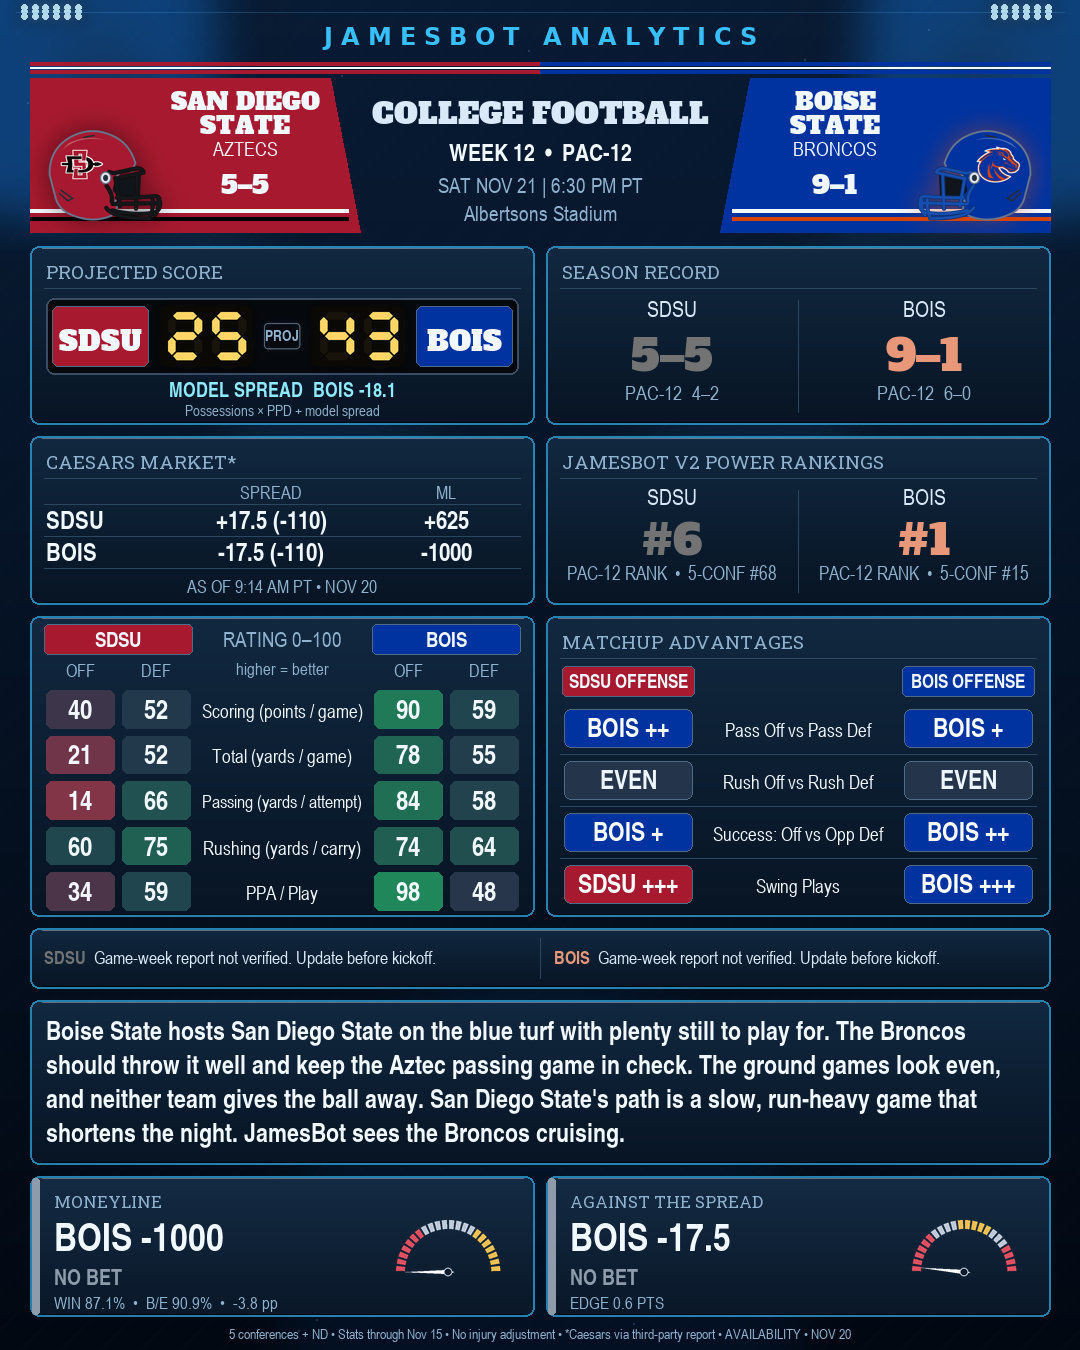 JAMESBOT ANALYTICS
SAN DIEGO
STATE
AZTECS
5–5
COLLEGE FOOTBALL
WEEK 12 • PAC-12
SAT NOV 21 | 6:30 PM PT
Albertsons Stadium
BOISE
STATE
BRONCOS
9–1
PROJECTED SCORE
SDSU 25 PROJ 43 BOIS
MODEL SPREAD BOIS -18.1
Possessions × PPD + model spread
SEASON RECORD
SDSU BOIS
5–5 9–1
PAC-12 4–2 PAC-12 6–0
CAESARS MARKET*
SPREAD ML
SDSU +17.5 (-110) +625
BOIS -17.5 (-110) -1000
AS OF 9:14 AM PT • NOV 20
JAMESBOT V2 POWER RANKINGS
SDSU BOIS
#6 #1
PAC-12 RANK • 5-CONF #68 PAC-12 RANK • 5-CONF #15
SDSU RATING 0–100 BOIS
OFF DEF higher = better OFF DEF
40 52 Scoring (points / game) 90 59
21 52 Total (yards / game) 78 55
14 66 Passing (yards / attempt) 84 58
60 75 Rushing (yards / carry) 74 64
34 59 PPA / Play 98 48
MATCHUP ADVANTAGES
SDSU OFFENSE BOIS OFFENSE
BOIS ++ Pass Off vs Pass Def BOIS +
EVEN Rush Off vs Rush Def EVEN
BOIS + Success: Off vs Opp Def BOIS ++
SDSU +++ Swing Plays BOIS +++
SDSU Game-week report not verified. Update before kickoff.
BOIS Game-week report not verified. Update before kickoff.
Boise State hosts San Diego State on the blue turf with plenty still to play for. The Broncos
should throw it well and keep the Aztec passing game in check. The ground games look even,
and neither team gives the ball away. San Diego State's path is a slow, run-heavy game that
shortens the night. JamesBot sees the Broncos cruising.
MONEYLINE
BOIS -1000
NO BET
WIN 87.1% • B/E 90.9% • -3.8 pp
AGAINST THE SPREAD
BOIS -17.5
NO BET
EDGE 0.6 PTS
5 conferences + ND • Stats through Nov 15 • No injury adjustment • *Caesars via third-party report • AVAILABILITY • NOV 20